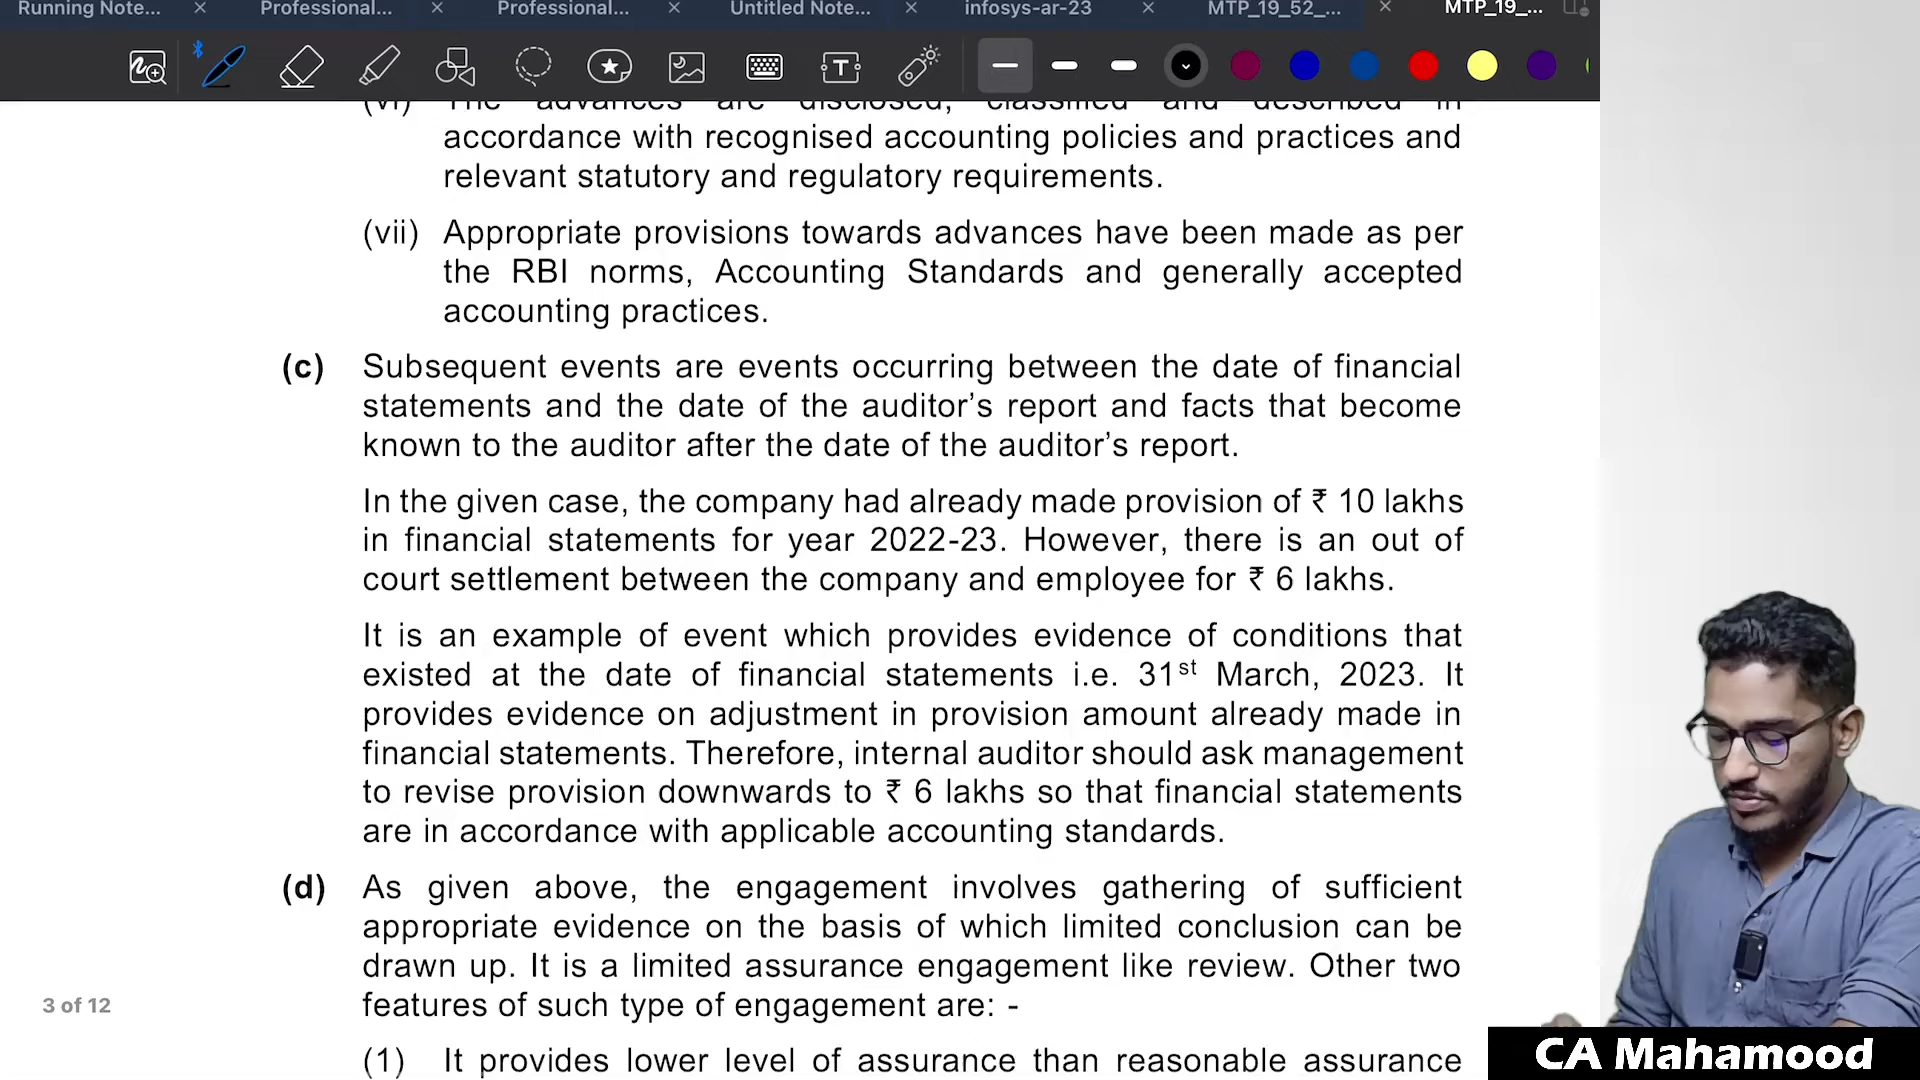 Running Note...
Professional...
Professional...
Untitled Note...
infosys-ar-23
MTP_19_52_...
MTP_19_...
T
(vi) The advances are disclosed, classified and described in
accordance with recognised accounting policies and practices and
relevant statutory and regulatory requirements.
(vii) Appropriate provisions towards advances have been made as per
the RBI norms, Accounting Standards and generally accepted
accounting practices.
(c) Subsequent events are events occurring between the date of financial
statements and the date of the auditor’s report and facts that become
known to the auditor after the date of the auditor’s report.
In the given case, the company had already made provision of ₹ 10 lakhs
in financial statements for year 2022-23. However, there is an out of
court settlement between the company and employee for ₹ 6 lakhs.
It is an example of event which provides evidence of conditions that
existed at the date of financial statements i.e. 31st March, 2023. It
provides evidence on adjustment in provision amount already made in
financial statements. Therefore, internal auditor should ask management
to revise provision downwards to ₹ 6 lakhs so that financial statements
are in accordance with applicable accounting standards.
(d) As given above, the engagement involves gathering of sufficient
appropriate evidence on the basis of which limited conclusion can be
drawn up. It is a limited assurance engagement like review. Other two
features of such type of engagement are: -
(1) It provides lower level of assurance than reasonable assurance
3 of 12
CA Mahamood